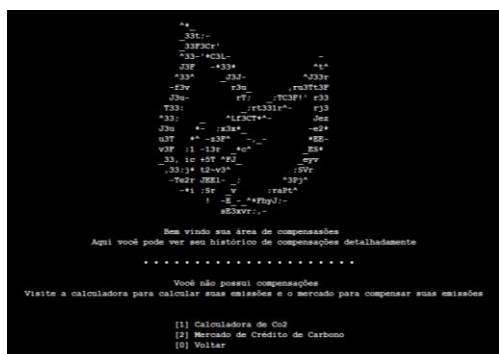 Bem vindo sua área de compensasões
Aqui você pode ver seu histórico de compensações detalhadamente
Você não possui compensações
Visite a calculadora para calcular suas emissões e o mercado para compensar suas emissões
[1] Calculadora de Co2
[2] Mercado de Crédito de Carbono
[0] Voltar